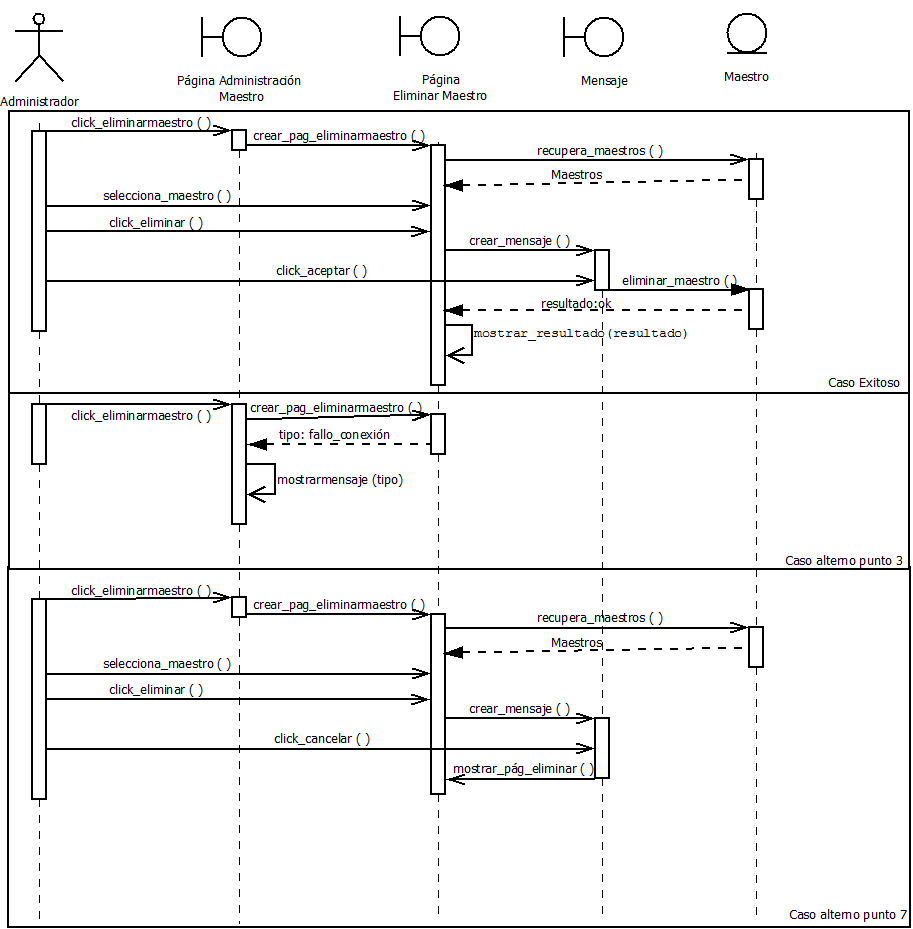 Administrador
Página Administración
Maestro
Página
Eliminar Maestro
Mensaje
Maestro
click_eliminarmaestro ( )
crear_pag_eliminarmaestro ( )
recupera_maestros ( )
Maestros
selecciona_maestro ( )
click_eliminar ( )
crear_mensaje ( )
click_aceptar ( )
eliminar_maestro ( )
resultado:ok
mostrar_resultado(resultado)
Caso Exitoso
click_eliminarmaestro ( )
crear_pag_eliminarmaestro ( )
tipo: fallo_conexión
mostrarmensaje (tipo)
Caso alterno punto 3
click_eliminarmaestro ( )
crear_pag_eliminarmaestro ( )
recupera_maestros ( )
Maestros
selecciona_maestro ( )
click_eliminar ( )
crear_mensaje ( )
click_cancelar ( )
mostrar_pág_eliminar ( )
Caso alterno punto 7